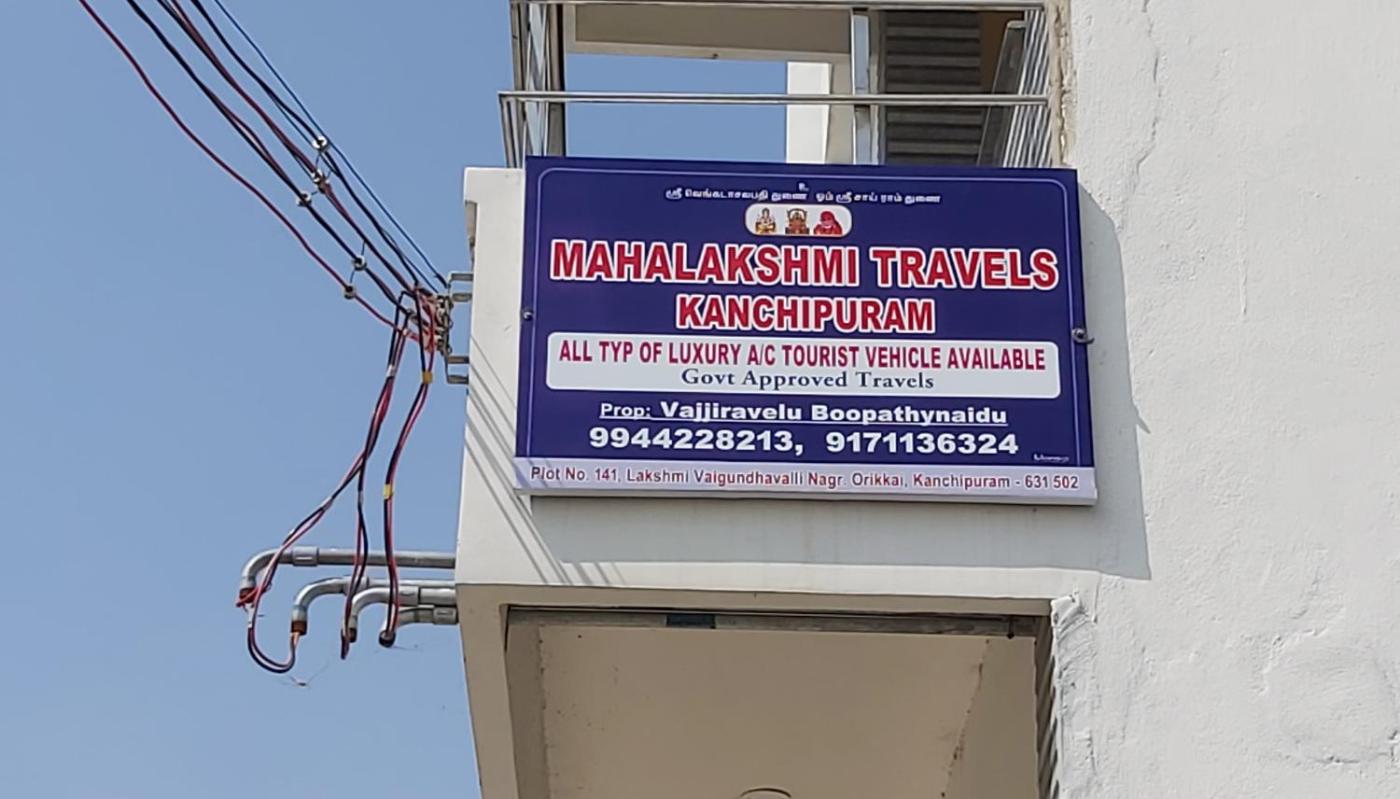 உ
ஸ்ரீ வெங்கடாசலபதி துணை ஓம் ஸ்ரீ சாய் ராம் துணை
MAHALAKSHMI TRAVELS
KANCHIPURAM
ALL TYP OF LUXURY A/C TOURIST VEHICLE AVAILABLE
Govt Approved Travels
Prop: Vajjiravelu Boopathynaidu
9944228213, 9171136324
Plot No. 141, Lakshmi Vaigundhavalli Nagr. Orikkai, Kanchipuram - 631 502